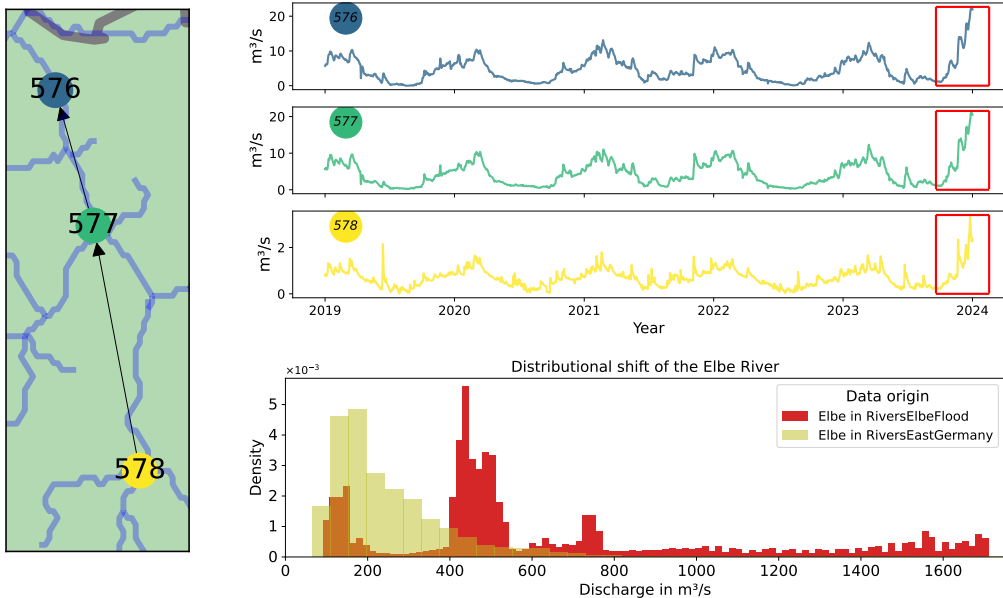 576
577
578
576
m³/s
20
10
0
577
m³/s
20
10
0
578
m³/s
2
0
2019 2020 2021 2022 2023 2024
Year
Distributional shift of the Elbe River
×10⁻³
Density
5
4
3
2
1
0
Data origin
Elbe in RiversElbeFlood
Elbe in RiversEastGermany
0 200 400 600 800 1000 1200 1400 1600
Discharge in m³/s